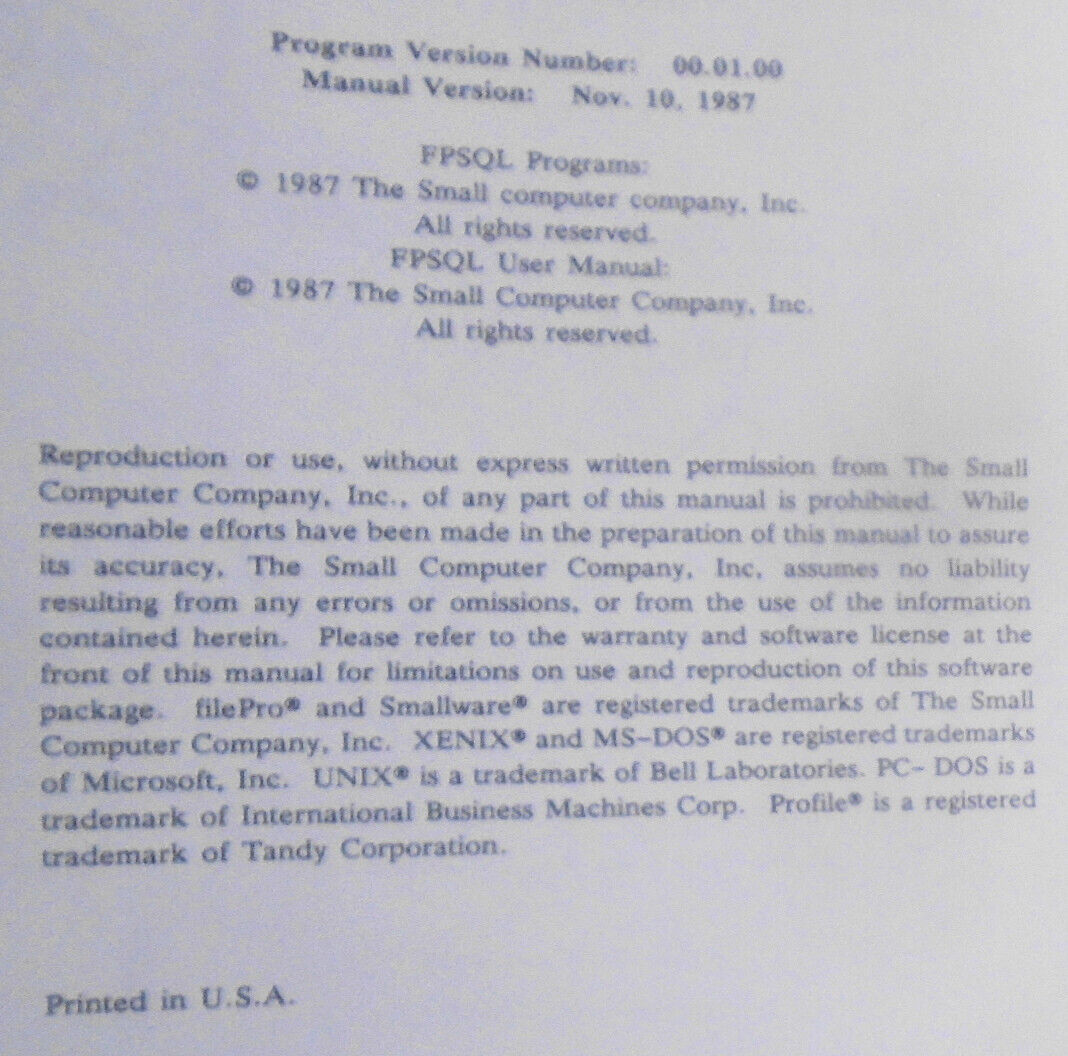 Program Version Number: 00.01.00
Manual Version: Nov. 10, 1987
FPSQL Programs:
© 1987 The Small computer company, Inc.
All rights reserved.
FPSQL User Manual:
© 1987 The Small Computer Company, Inc.
All rights reserved.
Reproduction or use, without express written permission from The Small
Computer Company, Inc., of any part of this manual is prohibited. While
reasonable efforts have been made in the preparation of this manual to assure
its accuracy, The Small Computer Company, Inc, assumes no liability
resulting from any errors or omissions, or from the use of the information
contained herein. Please refer to the warranty and software license at the
front of this manual for limitations on use and reproduction of this software
package. filePro® and Smallware® are registered trademarks of The Small
Computer Company, Inc. XENIX® and MS-DOS® are registered trademarks
of Microsoft, Inc. UNIX® is a trademark of Bell Laboratories. PC- DOS is a
trademark of International Business Machines Corp. Profile® is a registered
trademark of Tandy Corporation.
Printed in U.S.A.